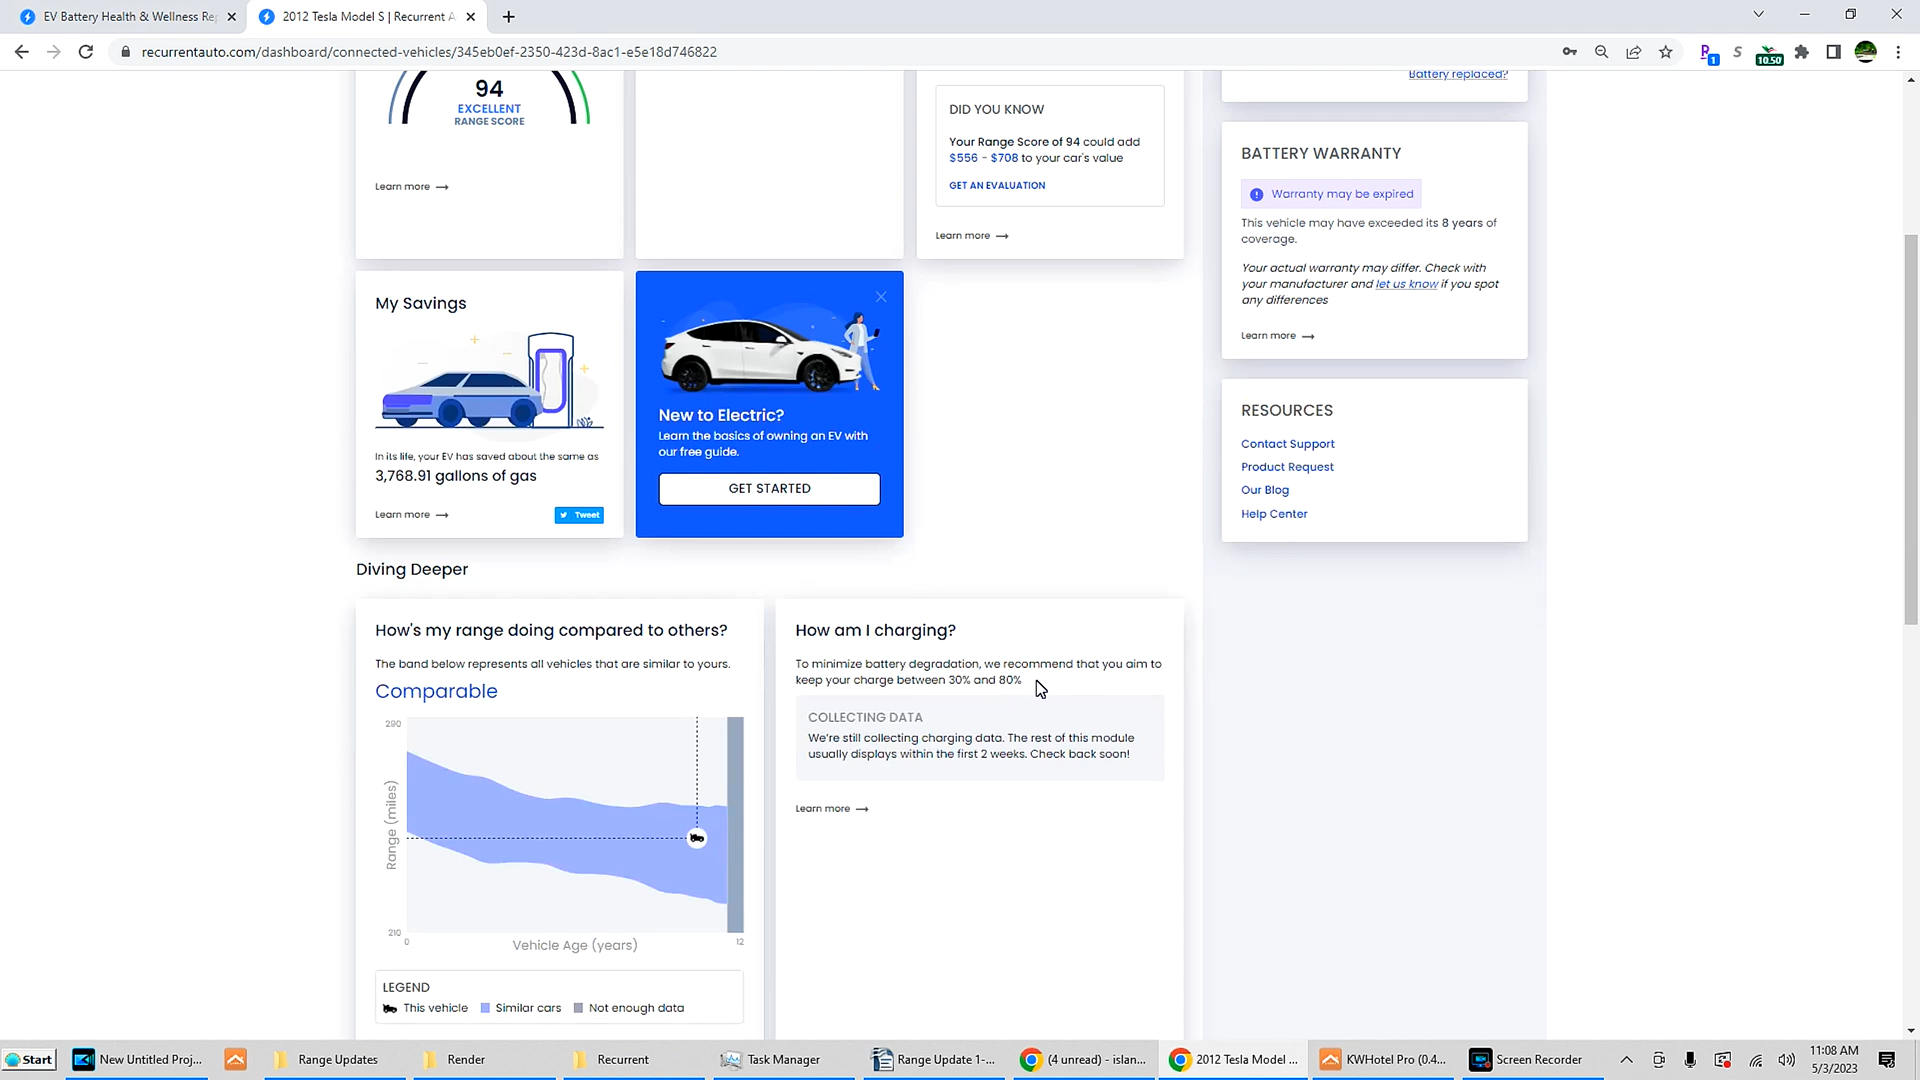 EV Battery Health & Wellness Re
2012 Tesla Model S | Recurrent A
recurrentauto.com/dashboard/connected-vehicles/345eb0ef-2350-423d-8ac1-e5e18d746822
1
S
10.50
94
EXCELLENT
RANGE SCORE
Learn more →
DID YOU KNOW
Your Range Score of 94 could add
$556 - $708 to your car's value
GET AN EVALUATION
Learn more →
Battery replaced?
BATTERY WARRANTY
Warranty may be expired
This vehicle may have exceeded its 8 years of
coverage.
Your actual warranty may differ. Check with
your manufacturer and let us know if you spot
any differences
Learn more →
My Savings
In its life, your EV has saved about the same as
3,768.91 gallons of gas
Learn more →
Tweet
New to Electric?
Learn the basics of owning an EV with
our free guide.
GET STARTED
RESOURCES
Contact Support
Product Request
Our Blog
Help Center
Diving Deeper
How's my range doing compared to others?
The band below represents all vehicles that are similar to yours.
Comparable
290
Range (miles)
210
0
Vehicle Age (years)
12
LEGEND
This vehicle
Similar cars
Not enough data
How am I charging?
To minimize battery degradation, we recommend that you aim to
keep your charge between 30% and 80%
COLLECTING DATA
We're still collecting charging data. The rest of this module
usually displays within the first 2 weeks. Check back soon!
Learn more →
Start
New Untitled Proj...
Range Updates
Render
Recurrent
Task Manager
Range Update 1-...
(4 unread) - islan...
2012 Tesla Model ...
KWHotel Pro (0.4...
Screen Recorder
11:08 AM
5/3/2023